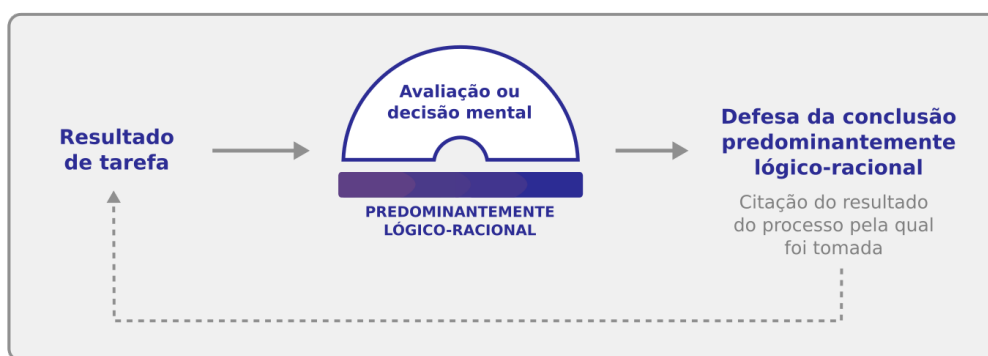 Resultado
de tarefa
Avaliação ou
decisão mental
PREDOMINANTEMENTE
LÓGICO-RACIONAL
Defesa da conclusão
predominantemente
lógico-racional
Citação do resultado
do processo pela qual
foi tomada